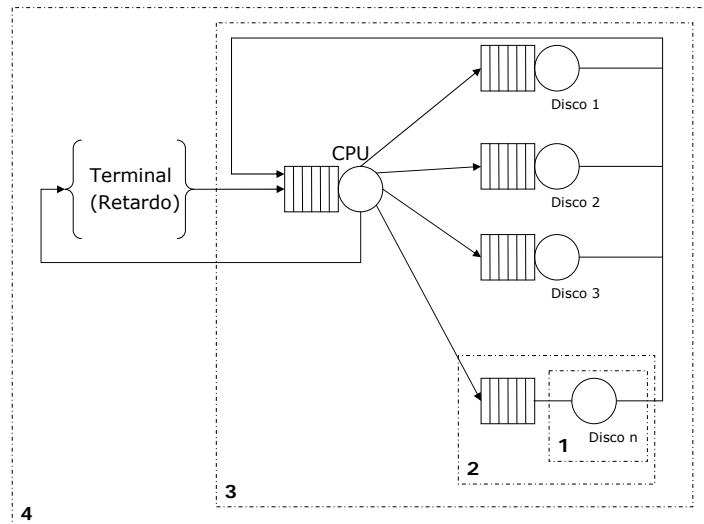 Disco 1
CPU
Terminal
(Retardo)
Disco 2
Disco 3
Disco n
1
2
3
4